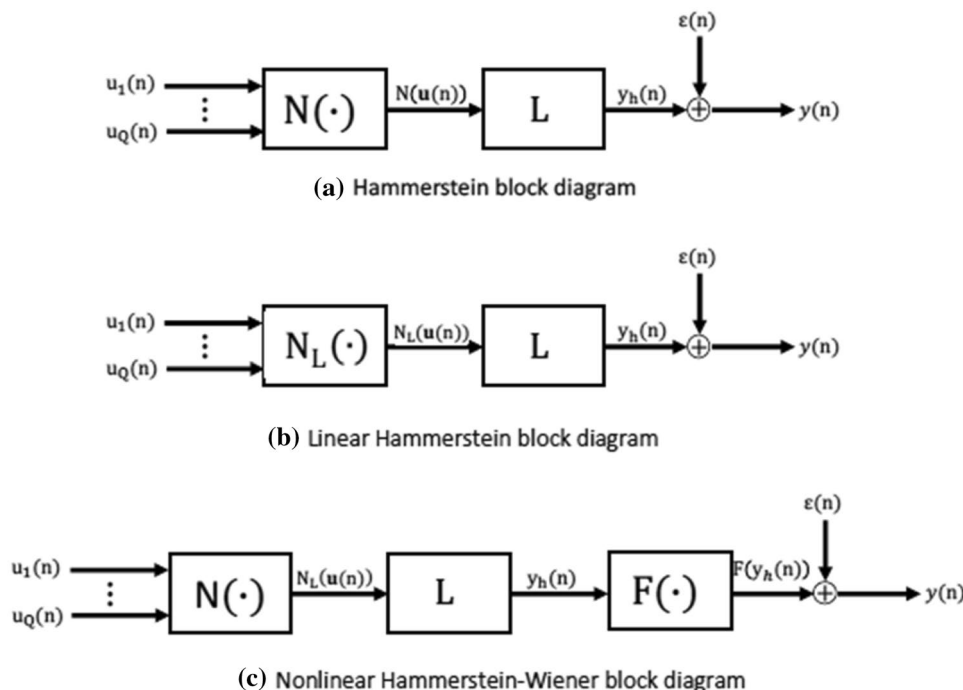 ε(n)
u₁(n)
⋮
u_Q(n)
N(·)
N(u(n))
L
y_h(n)
+
y(n)
(a) Hammerstein block diagram
ε(n)
u₁(n)
⋮
u_Q(n)
N_L(·)
N_L(u(n))
L
y_h(n)
+
y(n)
(b) Linear Hammerstein block diagram
ε(n)
u₁(n)
⋮
u_Q(n)
N(·)
N_L(u(n))
L
y_h(n)
F(·)
F(y_h(n))
+
y(n)
(c) Nonlinear Hammerstein-Wiener block diagram